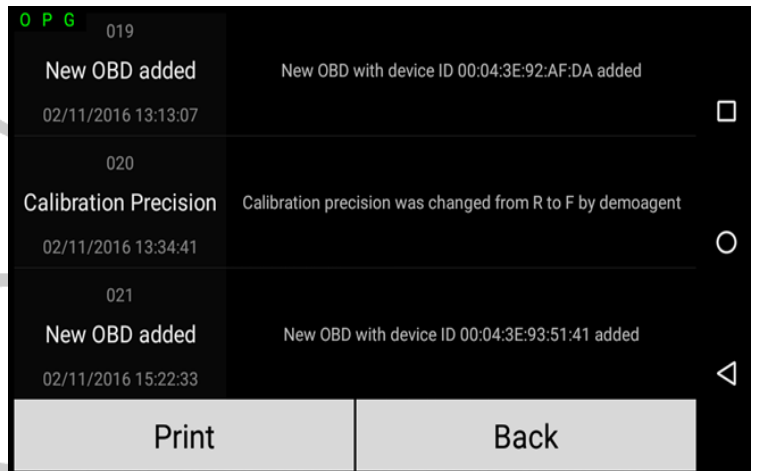 O P G
019
New OBD added
02/11/2016 13:13:07
New OBD with device ID 00:04:3E:92:AF:DA added
020
Calibration Precision
02/11/2016 13:34:41
Calibration precision was changed from R to F by demoagent
021
New OBD added
02/11/2016 15:22:33
New OBD with device ID 00:04:3E:93:51:41 added
Print
Back